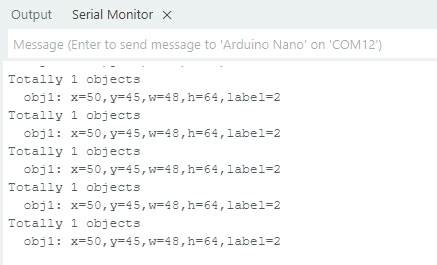 Output Serial Monitor ×
Message (Enter to send message to 'Arduino Nano' on 'COM12')
Totally 1 objects
obj1: x=50,y=45,w=48,h=64,label=2
Totally 1 objects
obj1: x=50,y=45,w=48,h=64,label=2
Totally 1 objects
obj1: x=50,y=45,w=48,h=64,label=2
Totally 1 objects
obj1: x=50,y=45,w=48,h=64,label=2
Totally 1 objects
obj1: x=50,y=45,w=48,h=64,label=2